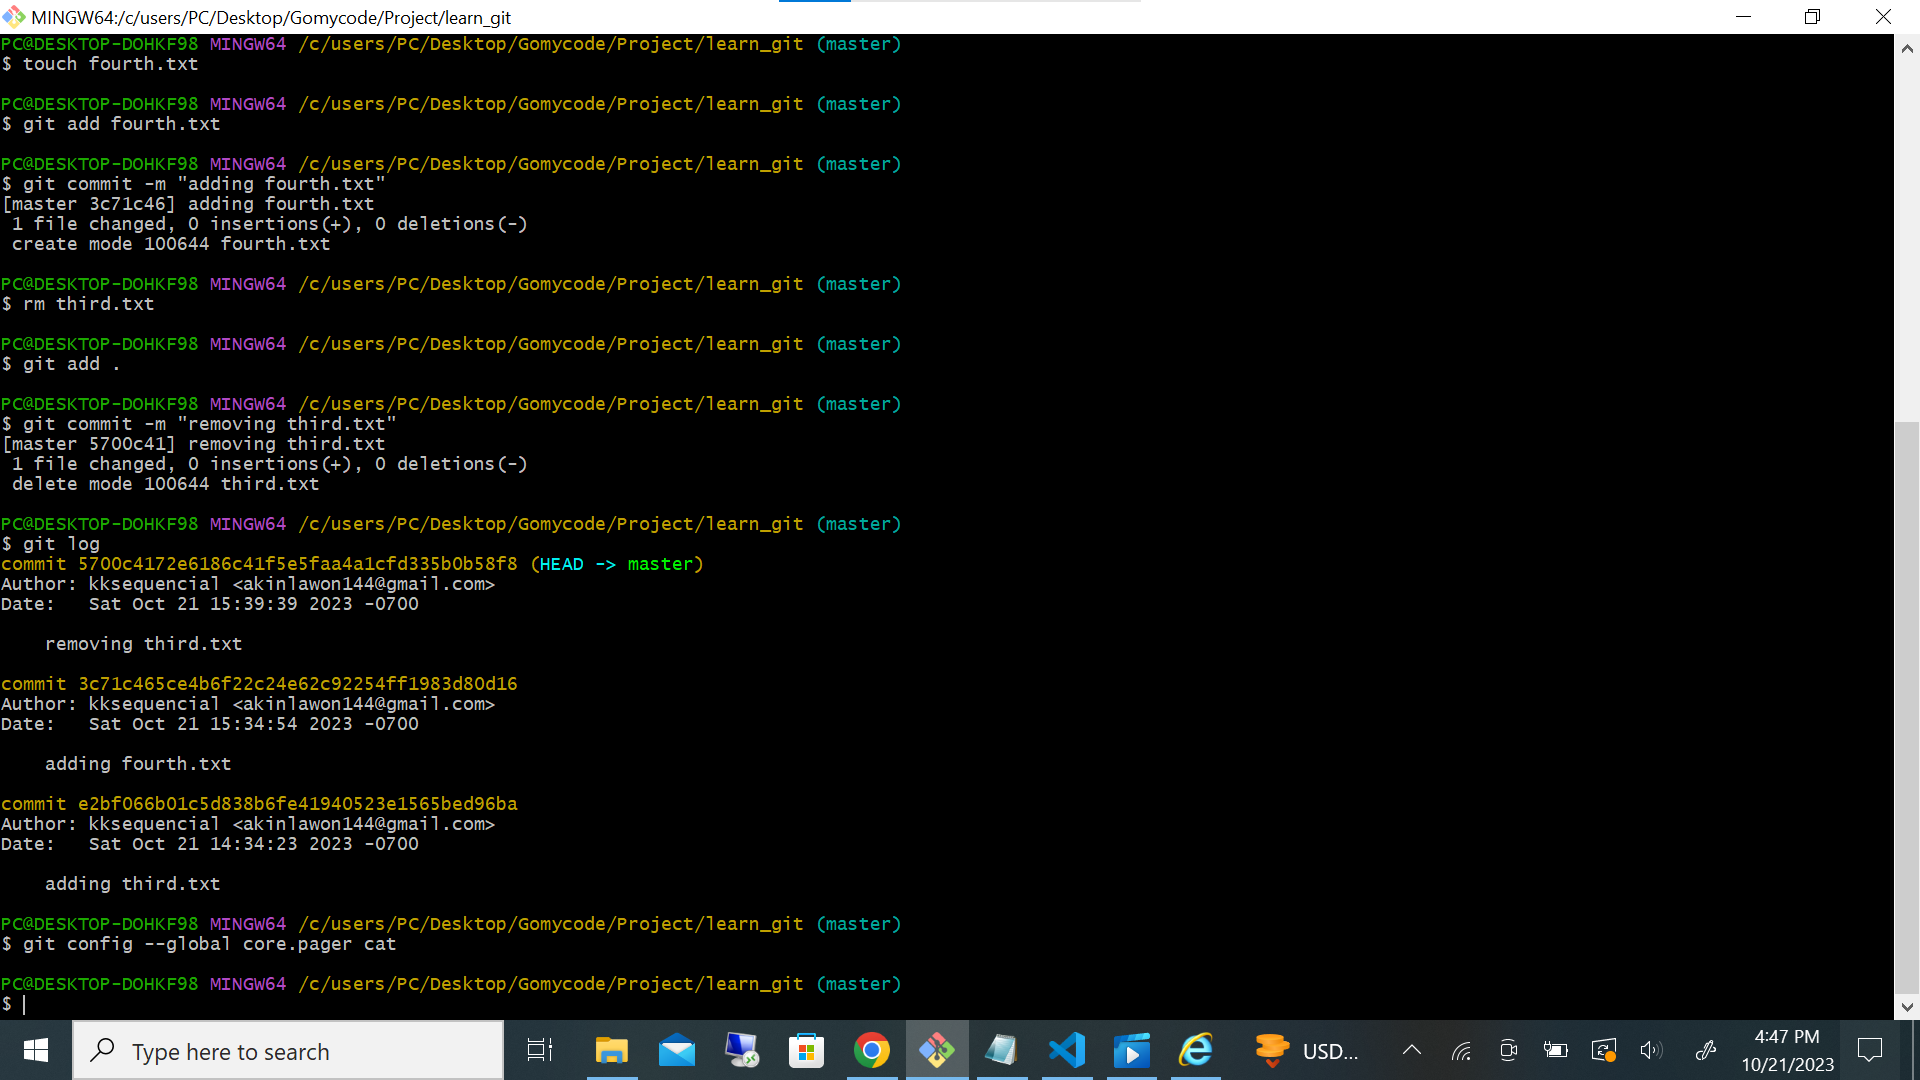 MINGW64:/c/users/PC/Desktop/Gomycode/Project/learn_git
PC@DESKTOP-DOHKF98 MINGW64 /c/users/PC/Desktop/Gomycode/Project/learn_git (master)
$ touch fourth.txt
PC@DESKTOP-DOHKF98 MINGW64 /c/users/PC/Desktop/Gomycode/Project/learn_git (master)
$ git add fourth.txt
PC@DESKTOP-DOHKF98 MINGW64 /c/users/PC/Desktop/Gomycode/Project/learn_git (master)
$ git commit -m "adding fourth.txt"
[master 3c71c46] adding fourth.txt
 1 file changed, 0 insertions(+), 0 deletions(-)
 create mode 100644 fourth.txt
PC@DESKTOP-DOHKF98 MINGW64 /c/users/PC/Desktop/Gomycode/Project/learn_git (master)
$ rm third.txt
PC@DESKTOP-DOHKF98 MINGW64 /c/users/PC/Desktop/Gomycode/Project/learn_git (master)
$ git add .
PC@DESKTOP-DOHKF98 MINGW64 /c/users/PC/Desktop/Gomycode/Project/learn_git (master)
$ git commit -m "removing third.txt"
[master 5700c41] removing third.txt
 1 file changed, 0 insertions(+), 0 deletions(-)
 delete mode 100644 third.txt
PC@DESKTOP-DOHKF98 MINGW64 /c/users/PC/Desktop/Gomycode/Project/learn_git (master)
$ git log
commit 5700c4172e6186c41f5e5faa4a1cfd335b0b58f8 (HEAD -> master)
Author: kksequencial <akinlawon144@gmail.com>
Date:   Sat Oct 21 15:39:39 2023 -0700
    removing third.txt
commit 3c71c465ce4b6f22c24e62c92254ff1983d80d16
Author: kksequencial <akinlawon144@gmail.com>
Date:   Sat Oct 21 15:34:54 2023 -0700
    adding fourth.txt
commit e2bf066b01c5d838b6fe41940523e1565bed96ba
Author: kksequencial <akinlawon144@gmail.com>
Date:   Sat Oct 21 14:34:23 2023 -0700
    adding third.txt
PC@DESKTOP-DOHKF98 MINGW64 /c/users/PC/Desktop/Gomycode/Project/learn_git (master)
$ git config --global core.pager cat
PC@DESKTOP-DOHKF98 MINGW64 /c/users/PC/Desktop/Gomycode/Project/learn_git (master)
$
Type here to search
USD...
4:47 PM
10/21/2023